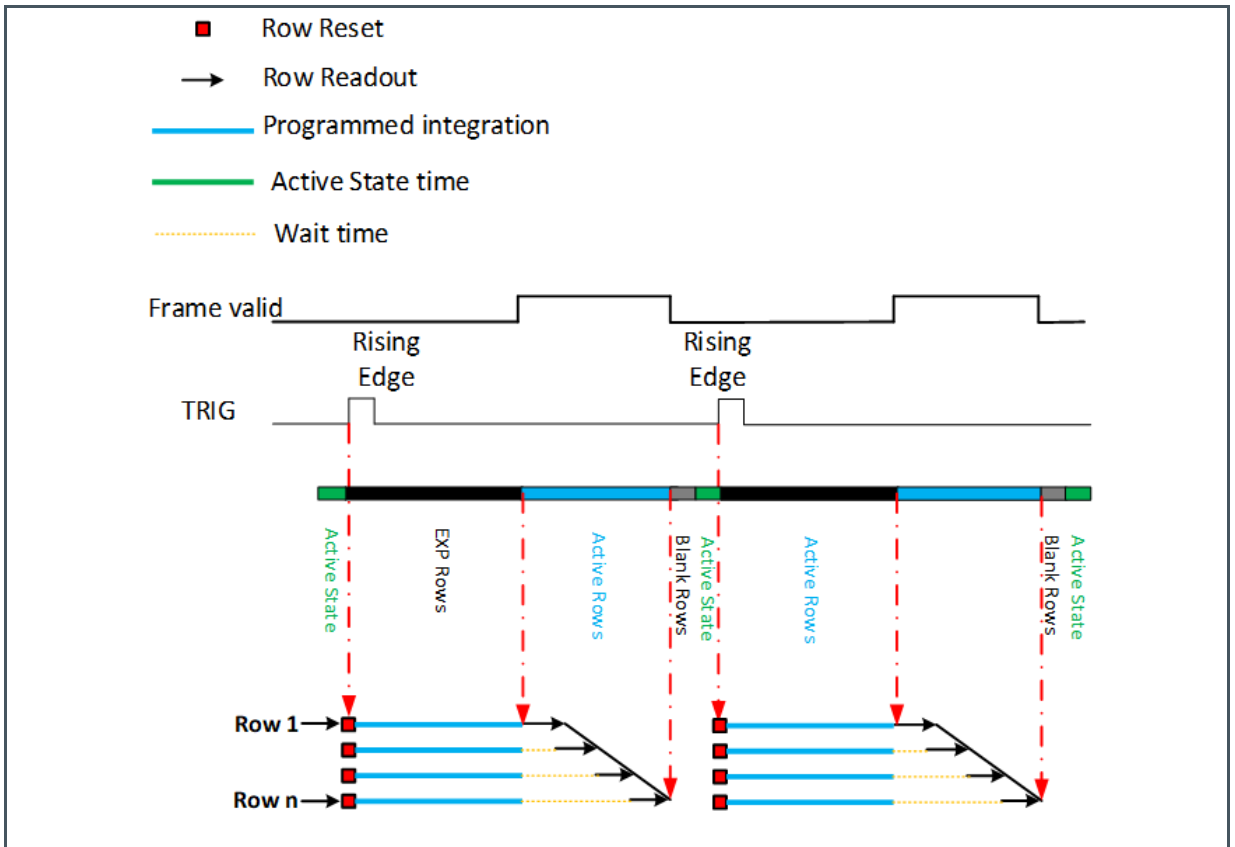 Row Reset
Row Readout
Programmed integration
Active State time
Wait time
Frame valid
Rising
Edge
Rising
Edge
TRIG
Active State
EXP Rows
Active Rows
Blank Rows
Active State
Active Rows
Blank Rows
Active State
Row 1
Row n